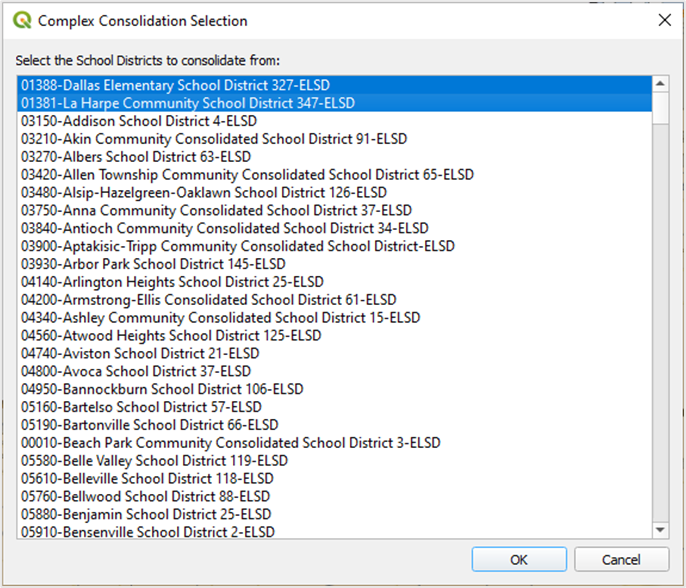 Complex Consolidation Selection
Select the School Districts to consolidate from:
01388-Dallas Elementary School District 327-ELSD
01381-La Harpe Community School District 347-ELSD
03150-Addison School District 4-ELSD
03210-Akin Community Consolidated School District 91-ELSD
03270-Albers School District 63-ELSD
03420-Allen Township Community Consolidated School District 65-ELSD
03480-Alsip-Hazelgreen-Oaklawn School District 126-ELSD
03750-Anna Community Consolidated School District 37-ELSD
03840-Antioch Community Consolidated School District 34-ELSD
03900-Aptakisic-Tripp Community Consolidated School District-ELSD
03930-Arbor Park School District 145-ELSD
04140-Arlington Heights School District 25-ELSD
04200-Armstrong-Ellis Consolidated School District 61-ELSD
04340-Ashley Community Consolidated School District 15-ELSD
04560-Atwood Heights School District 125-ELSD
04740-Aviston School District 21-ELSD
04800-Avoca School District 37-ELSD
04950-Bannockburn School District 106-ELSD
05160-Bartelso School District 57-ELSD
05190-Bartonville School District 66-ELSD
00010-Beach Park Community Consolidated School District 3-ELSD
05580-Belle Valley School District 119-ELSD
05610-Belleville School District 118-ELSD
05760-Bellwood School District 88-ELSD
05880-Benjamin School District 25-ELSD
05910-Bensenville School District 2-ELSD
OK Cancel